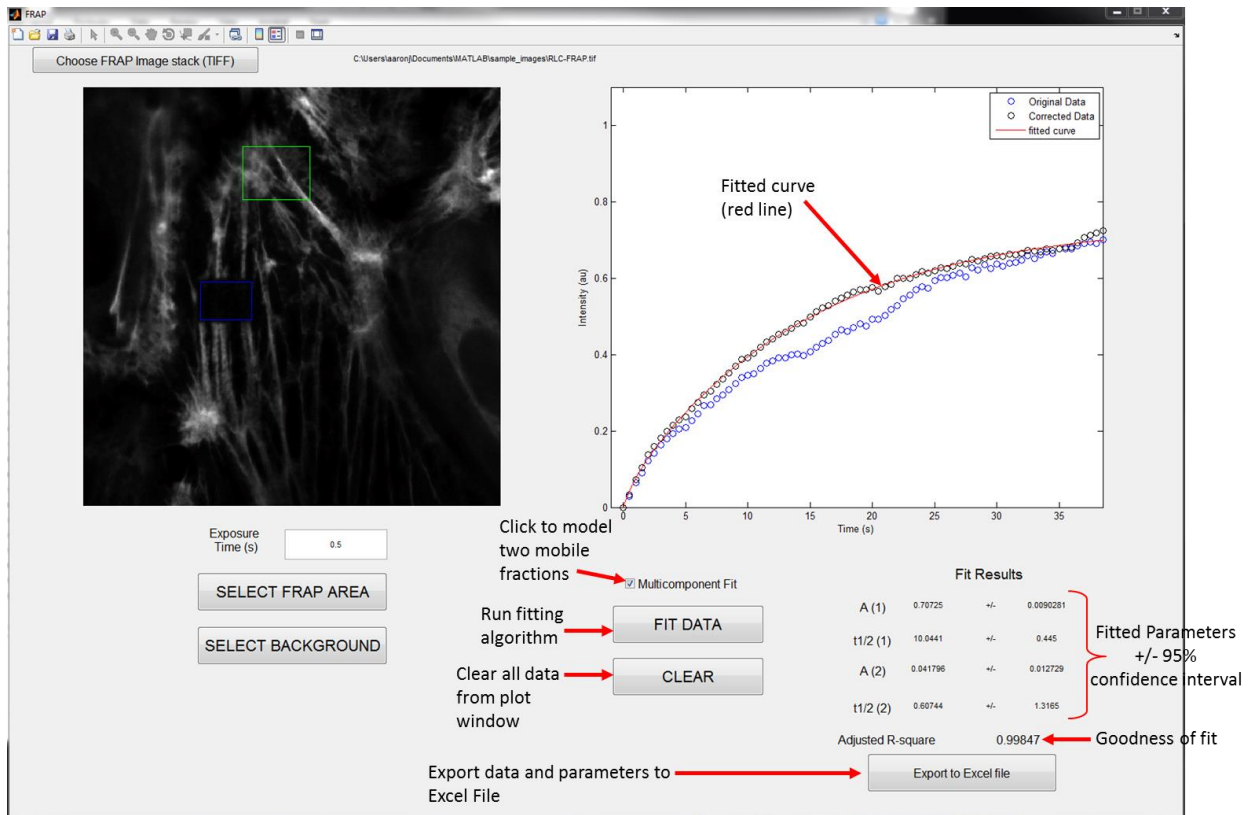 FRAP
Choose FRAP Image stack (TIFF)
C:\Users\aaronj\Documents\MATLAB\sample_images\RLC-FRAP.tif
Original Data
Corrected Data
fitted curve
Fitted curve
(red line)
Intensity (au)
1
0.8
0.6
0.4
0.2
0
0 5 10 15 20 25 30 35
Time (s)
Exposure
Time (s)
0.5
SELECT FRAP AREA
SELECT BACKGROUND
Click to model
two mobile
fractions
Multicomponent Fit
Run fitting
algorithm
FIT DATA
Clear all data
from plot
window
CLEAR
Fit Results
A (1) 0.70725 +/- 0.0090281
t1/2 (1) 10.0441 +/- 0.445
A (2) 0.041796 +/- 0.012729
t1/2 (2) 0.60744 +/- 1.3165
Fitted Parameters
+/- 95%
confidence interval
Adjusted R-square 0.99847
Goodness of fit
Export data and parameters to
Excel File
Export to Excel file